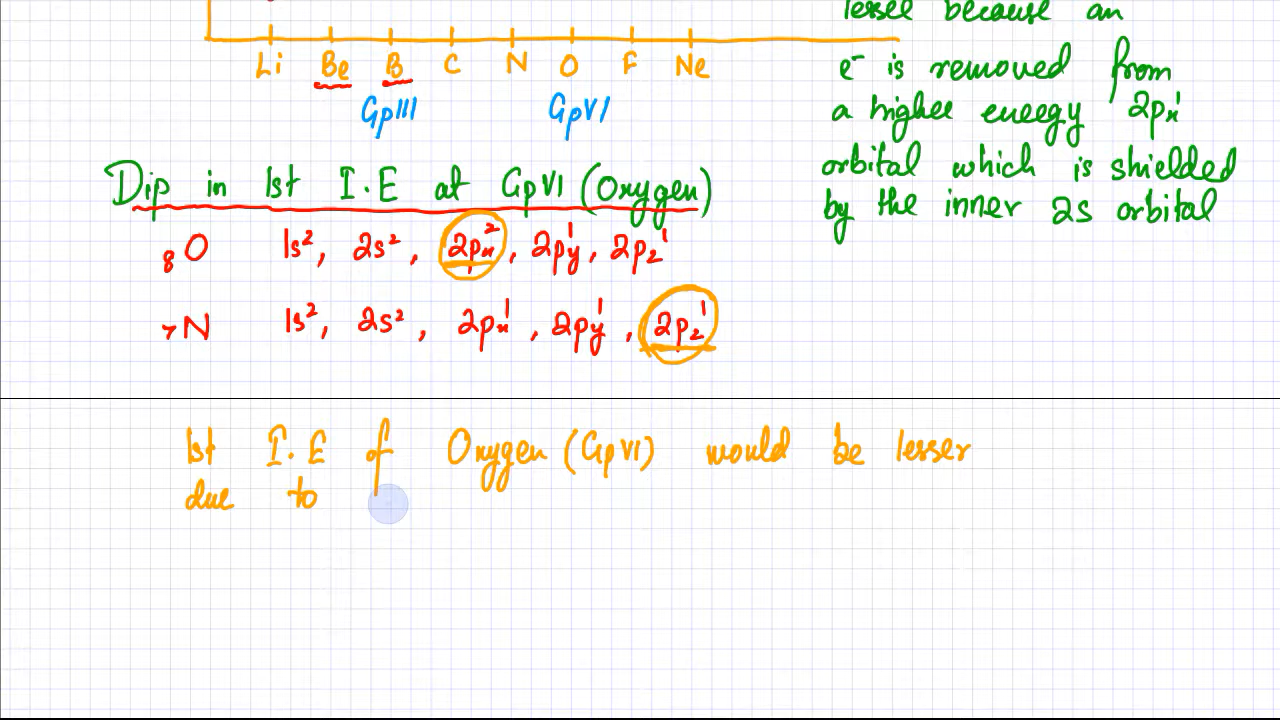 lesser because an
Li Be B C N O F Ne
e⁻ is removed from
GpIII GpVI
a higher energy 2pₓ¹
orbital which is shielded
Dip in 1st I.E at GpVI (Oxygen)
by the inner 2s orbital
₈O 1s², 2s², 2pₓ², 2py¹, 2pz¹
₇N 1s², 2s², 2pₓ¹, 2py¹, 2pz¹
1st I.E of Oxygen (GpVI) would be lesser
due to